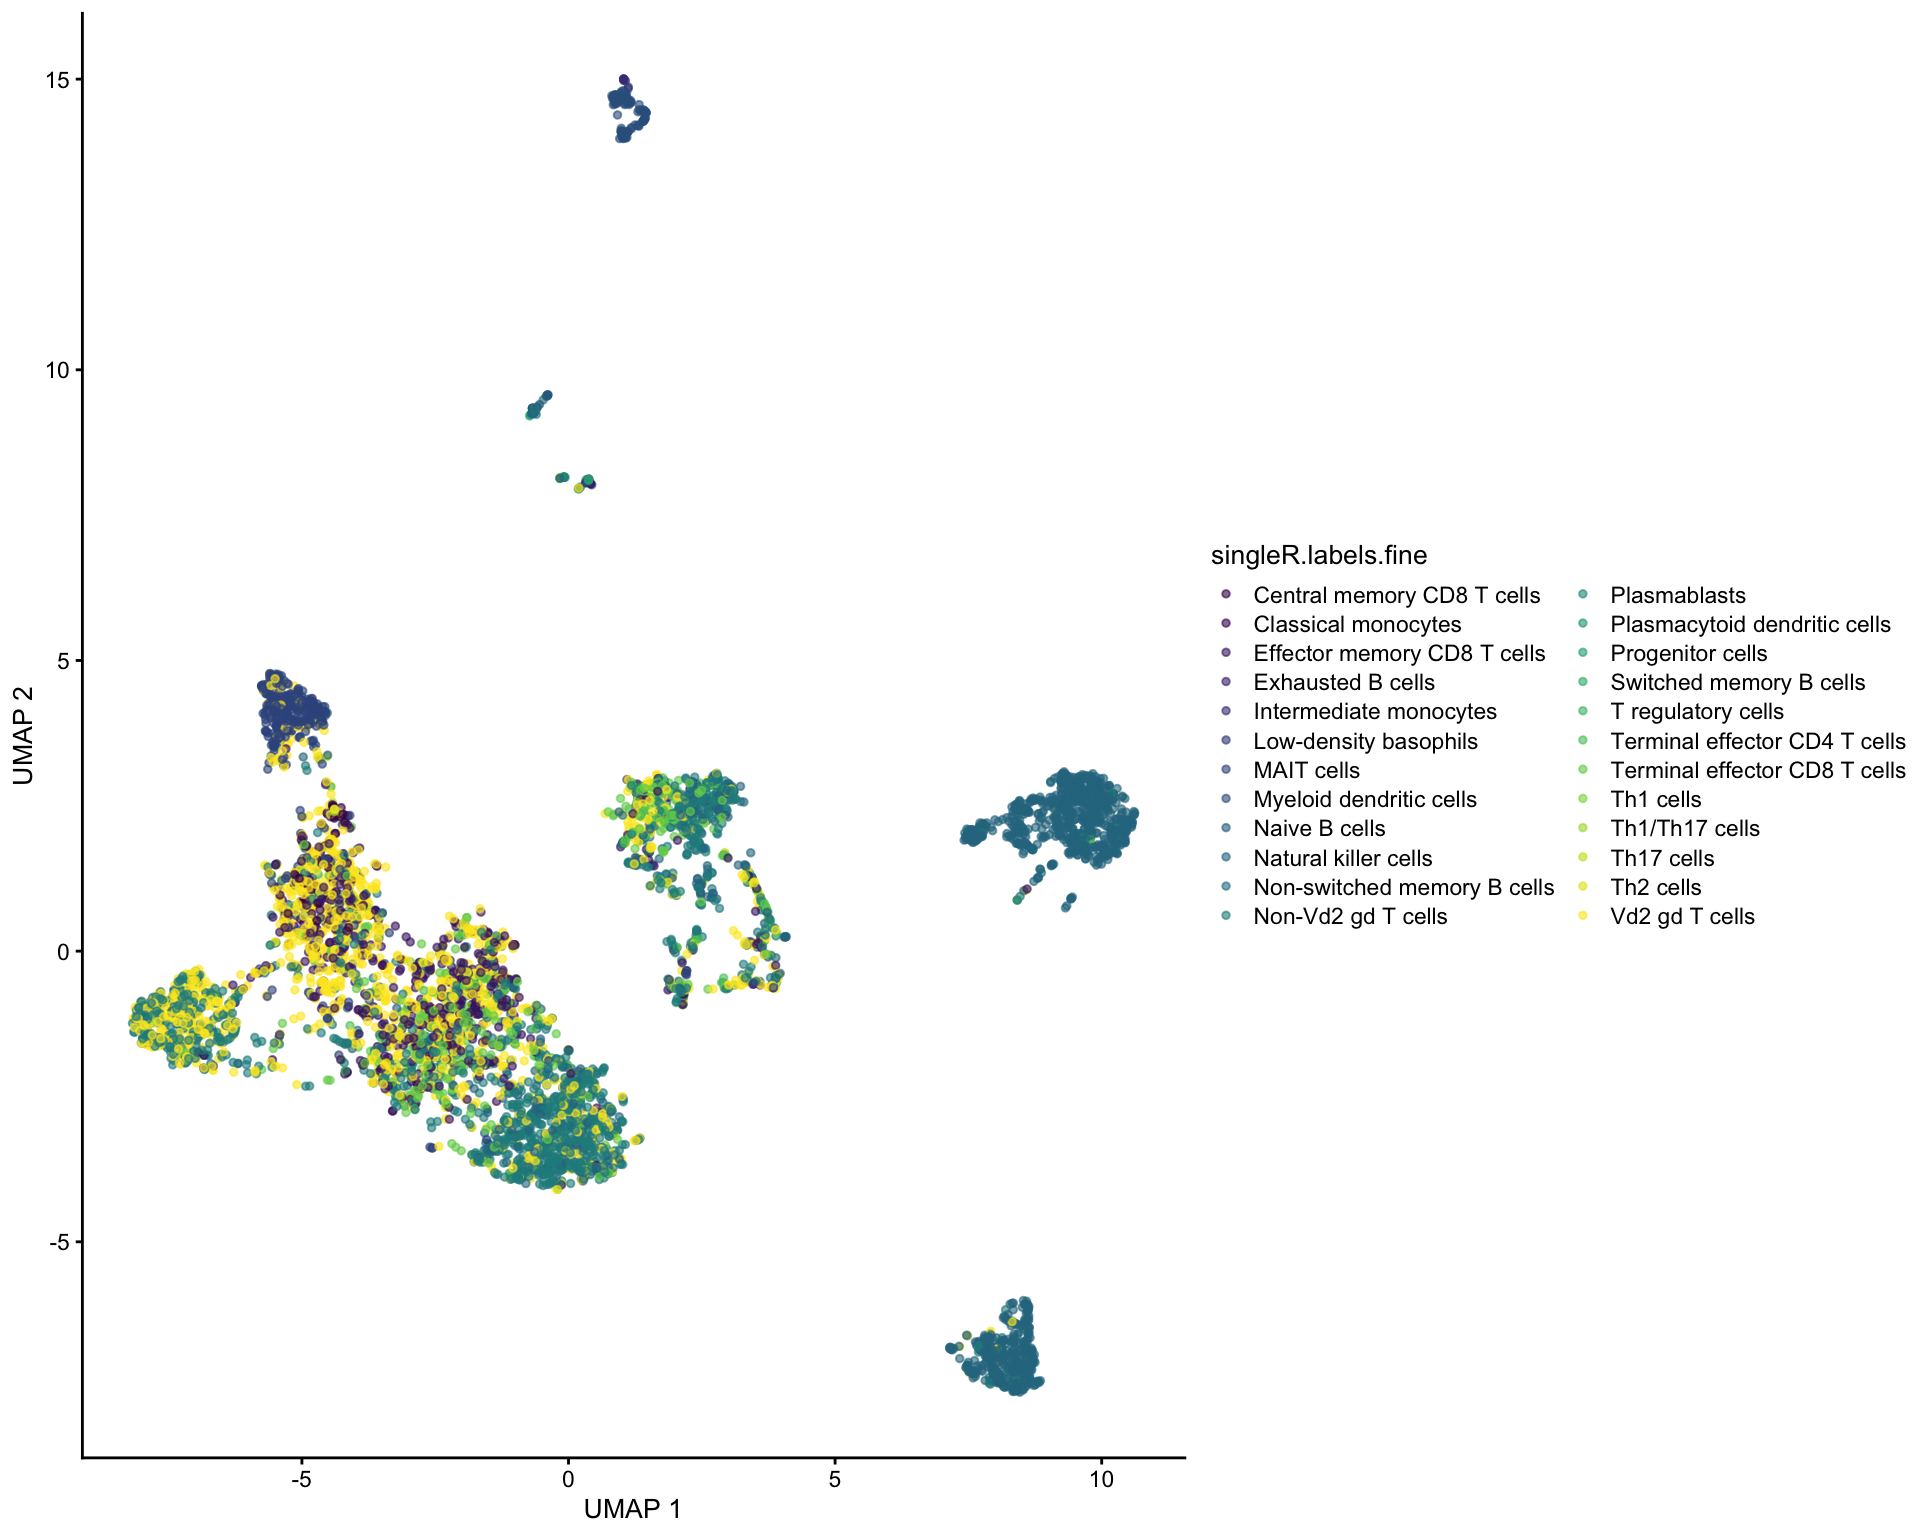 15
10
5
0
-5
UMAP 2
-5
0
5
10
UMAP 1
singleR.labels.fine
Central memory CD8 T cells
Classical monocytes
Effector memory CD8 T cells
Exhausted B cells
Intermediate monocytes
Low-density basophils
MAIT cells
Myeloid dendritic cells
Naive B cells
Natural killer cells
Non-switched memory B cells
Non-Vd2 gd T cells
Plasmablasts
Plasmacytoid dendritic cells
Progenitor cells
Switched memory B cells
T regulatory cells
Terminal effector CD4 T cells
Terminal effector CD8 T cells
Th1 cells
Th1/Th17 cells
Th17 cells
Th2 cells
Vd2 gd T cells